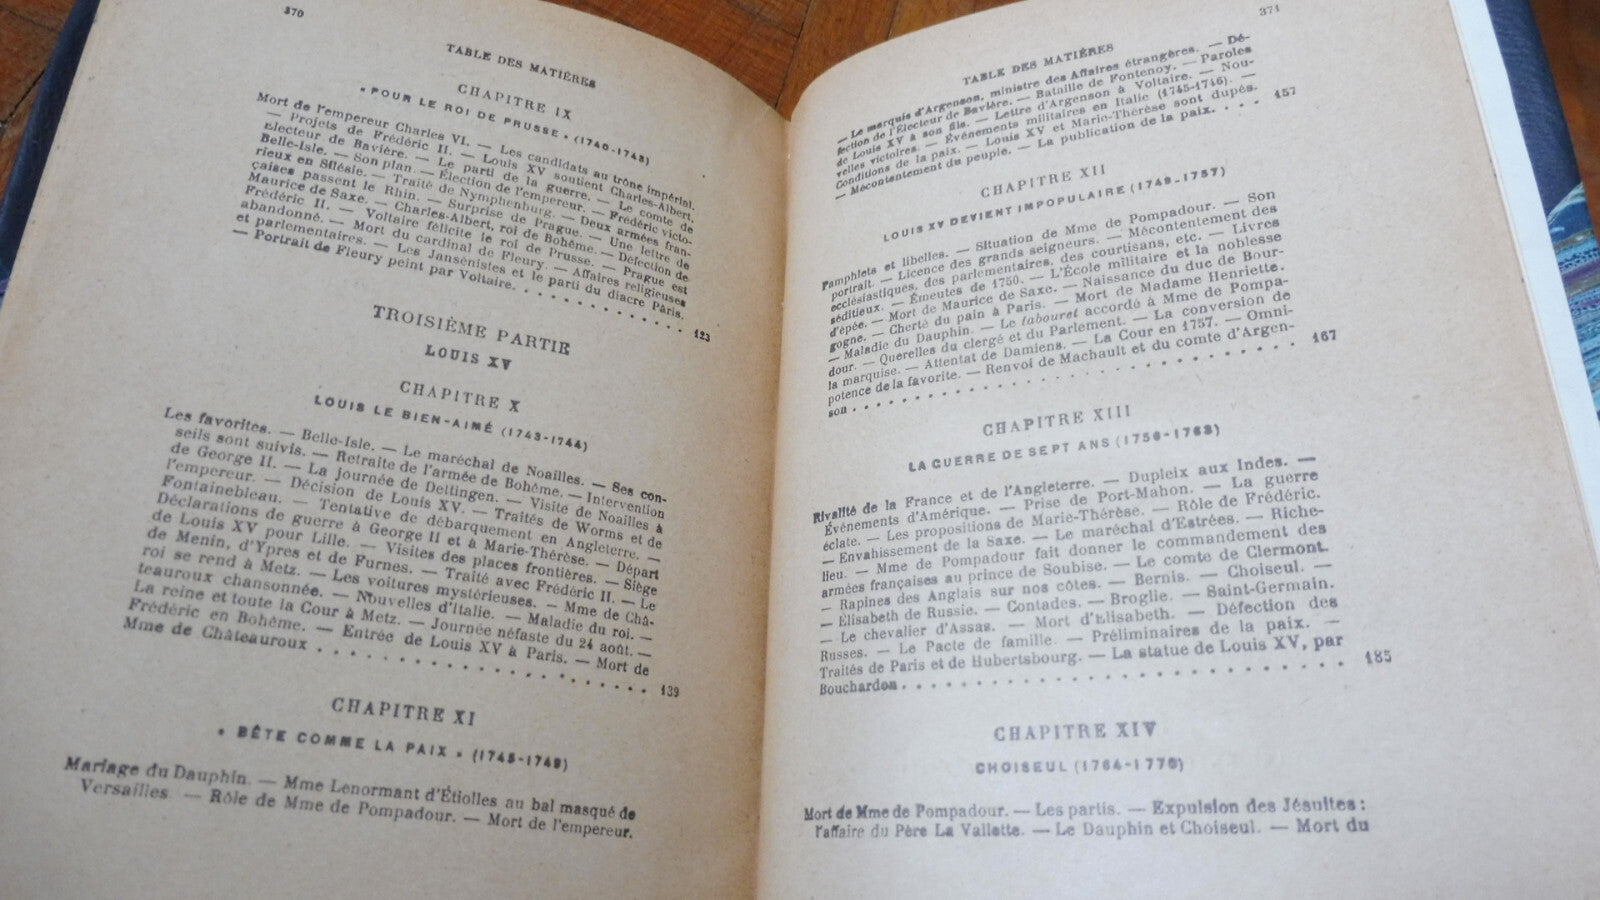 370
TABLE DES MATIÈRES
CHAPITRE IX
« POUR LE ROI DE PRUSSE » (1740-1743)
Mort de l'empereur Charles VI. — Les candidats au trône impérial.
— Projets de Frédéric II. — Louis XV soutient Charles-Albert,
Électeur de Bavière. — Le parti de la guerre. — Le comte de
Belle-Isle. — Son plan. — Élection de l'empereur. — Frédéric victo-
rieux en Silésie. — Traité de Nymphenburg. — Deux armées fran-
çaises passent le Rhin. — Surprise de Prague. — Une lettre de
Maurice de Saxe. — Charles-Albert, roi de Bohême. — Défection de
Frédéric II. — Voltaire félicite le roi de Prusse. — Prague est
abandonné. — Mort du cardinal de Fleury. — Affaires religieuses
et parlementaires. — Les Jansénistes et le parti du diacre Pâris.
— Portrait de Fleury peint par Voltaire. . . . . . . . . . . 123
TROISIÈME PARTIE
LOUIS XV
CHAPITRE X
LOUIS LE BIEN-AIMÉ (1743-1744)
Les favorites. — Belle-Isle. — Le maréchal de Noailles. — Ses con-
seils sont suivis. — Retraite de l'armée de Bohême. — Intervention
de George II. — La journée de Dettingen. — Visite de Noailles à
l'empereur. — Décision de Louis XV. — Traités de Worms et de
Fontainebleau. — Tentative de débarquement en Angleterre. —
Déclarations de guerre à George II et à Marie-Thérèse. — Départ
de Louis XV pour Lille. — Visites des places frontières. — Siège
de Menin, d'Ypres et de Furnes. — Traité avec Frédéric II. — Le
roi se rend à Metz. — Les voitures mystérieuses. — Mme de Châ-
teauroux chansonnée. — Nouvelles d'Italie. — Maladie du roi. —
La reine et toute la Cour à Metz. — Journée néfaste du 24 août. —
Frédéric en Bohême. — Entrée de Louis XV à Paris. — Mort de
Mme de Châteauroux . . . . . . . . . . . . . . . . . . 139
CHAPITRE XI
« BÊTE COMME LA PAIX » (1745-1749)
Mariage du Dauphin. — Mme Lenormant d'Étiolles au bal masqué de
Versailles. — Rôle de Mme de Pompadour. — Mort de l'empereur.
371
TABLE DES MATIÈRES
— Le marquis d'Argenson, ministre des Affaires étrangères. — Dé-
fection de l'Électeur de Bavière. — Bataille de Fontenoy. — Paroles
de Louis XV à son fils. — Lettre d'Argenson à Voltaire. — Nou-
velles victoires. — Événements militaires en Italie (1745-1746). —
Conditions de la paix. — Louis XV et Marie-Thérèse sont dupés.
— Mécontentement du peuple. — La publication de la paix. . . . 157
CHAPITRE XII
LOUIS XV DEVIENT IMPOPULAIRE (1749-1757)
Pamphlets et libelles. — Situation de Mme de Pompadour. — Son
portrait. — Licence des grands seigneurs. — Mécontentement des
ecclésiastiques, des parlementaires, des courtisans, etc. — Livres
séditieux. — Émeutes de 1750. — L'École militaire et la noblesse
d'épée. — Mort de Maurice de Saxe. — Naissance du duc de Bour-
gogne. — Cherté du pain à Paris. — Mort de Madame Henriette.
— Maladie du Dauphin. — Le tabouret accordé à Mme de Pompa-
dour. — Querelles du clergé et du Parlement. — La conversion de
la marquise. — Attentat de Damiens. — La Cour en 1757. — Omni-
potence de la favorite. — Renvoi de Machault et du comte d'Argen-
son . . . . . . . . . . . . . . . . . . . . . . 167
CHAPITRE XIII
LA GUERRE DE SEPT ANS (1756-1763)
Rivalité de la France et de l'Angleterre. — Dupleix aux Indes. —
Événements d'Amérique. — Prise de Port-Mahon. — La guerre
éclate. — Les propositions de Marie-Thérèse. — Rôle de Frédéric.
— Envahissement de la Saxe. — Le maréchal d'Estrées. — Riche-
lieu. — Mme de Pompadour fait donner le commandement des
armées françaises au prince de Soubise. — Le comte de Clermont.
— Rapines des Anglais sur nos côtes. — Bernis. — Choiseul. —
— Élisabeth de Russie. — Contades. — Broglie. — Saint-Germain.
— Le chevalier d'Assas. — Mort d'Élisabeth. — Défection des
Russes. — Le Pacte de famille. — Préliminaires de la paix. —
Traités de Paris et de Hubertsbourg. — La statue de Louis XV, par
Bouchardon. . . . . . . . . . . . . . . . . . . . 185
CHAPITRE XIV
CHOISEUL (1764-1770)
Mort de Mme de Pompadour. — Les partis. — Expulsion des Jésuites :
l'affaire du Père La Vallette. — Le Dauphin et Choiseul. — Mort du